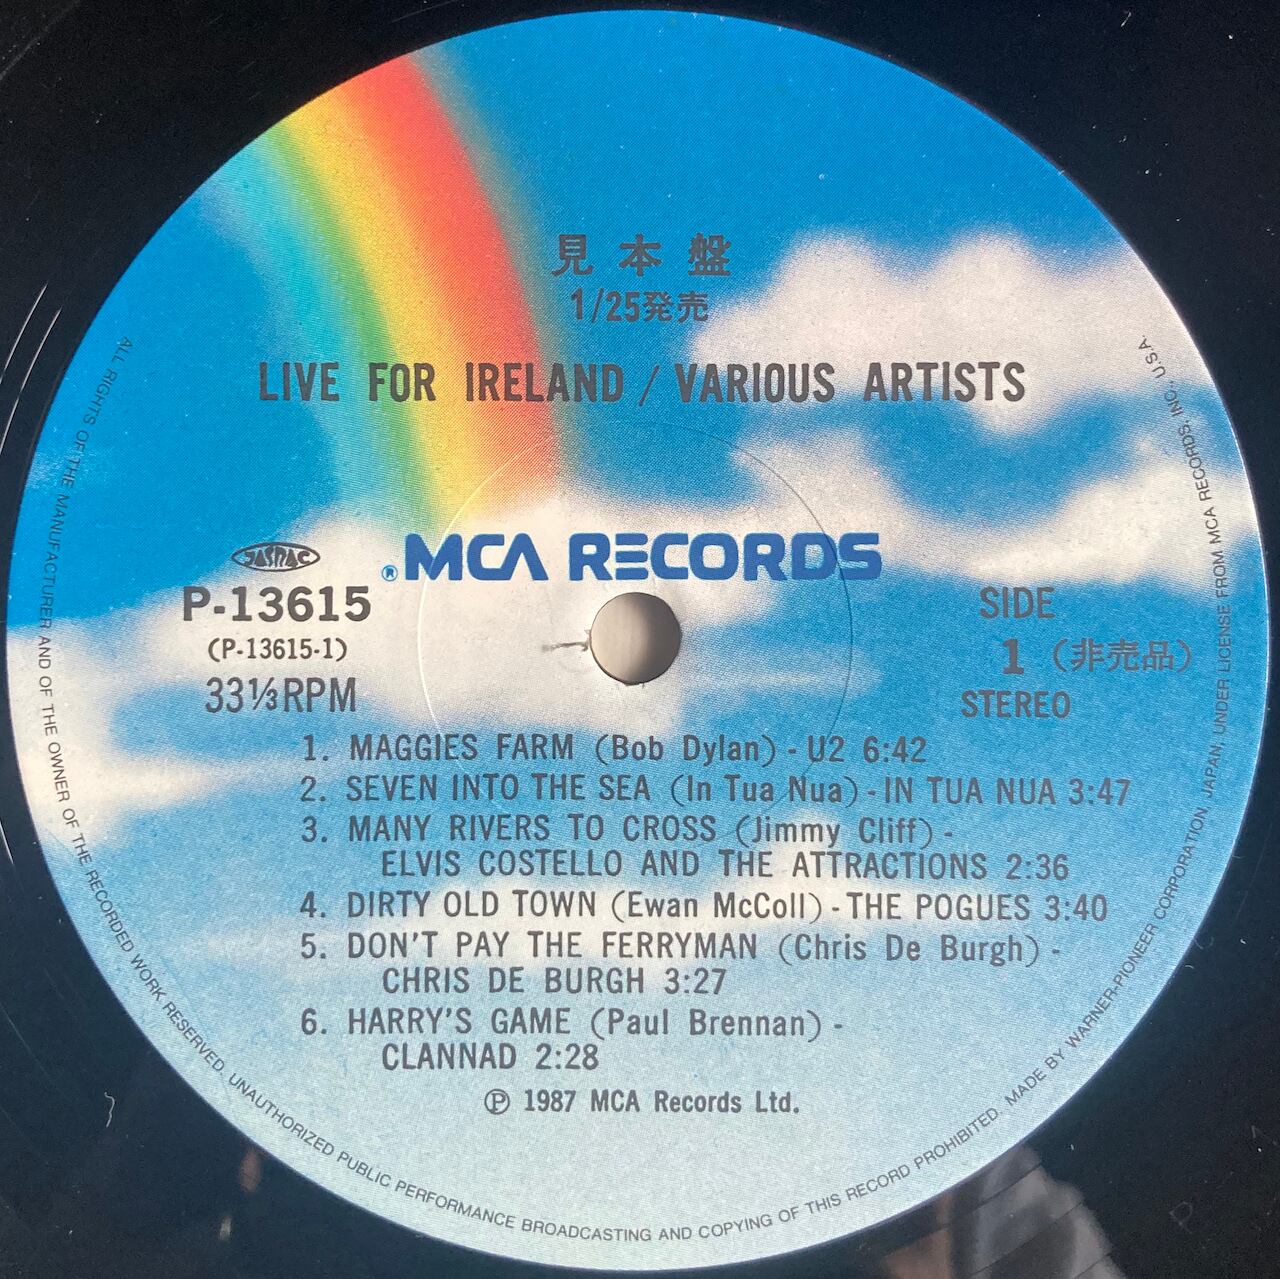 見本盤
1/25発売
LIVE FOR IRELAND / VARIOUS ARTISTS
® MCA RECORDS
JASRAC
P-13615
(P-13615-1)
33⅓RPM
SIDE
1 (非売品)
STEREO
1. MAGGIES FARM (Bob Dylan) - U2 6:42
2. SEVEN INTO THE SEA (In Tua Nua) - IN TUA NUA 3:47
3. MANY RIVERS TO CROSS (Jimmy Cliff) -
ELVIS COSTELLO AND THE ATTRACTIONS 2:36
4. DIRTY OLD TOWN (Ewan McColl) - THE POGUES 3:40
5. DON'T PAY THE FERRYMAN (Chris De Burgh) -
CHRIS DE BURGH 3:27
6. HARRY'S GAME (Paul Brennan) -
CLANNAD 2:28
℗ 1987 MCA Records Ltd.
ALL RIGHTS OF THE MANUFACTURER AND OF THE OWNER OF THE RECORDED WORK RESERVED. UNAUTHORIZED PUBLIC PERFORMANCE BROADCASTING AND COPYING OF THIS RECORD PROHIBITED. MADE BY WARNER-PIONEER CORPORATION, JAPAN, UNDER LICENSE FROM MCA RECORDS, INC., U.S.A.